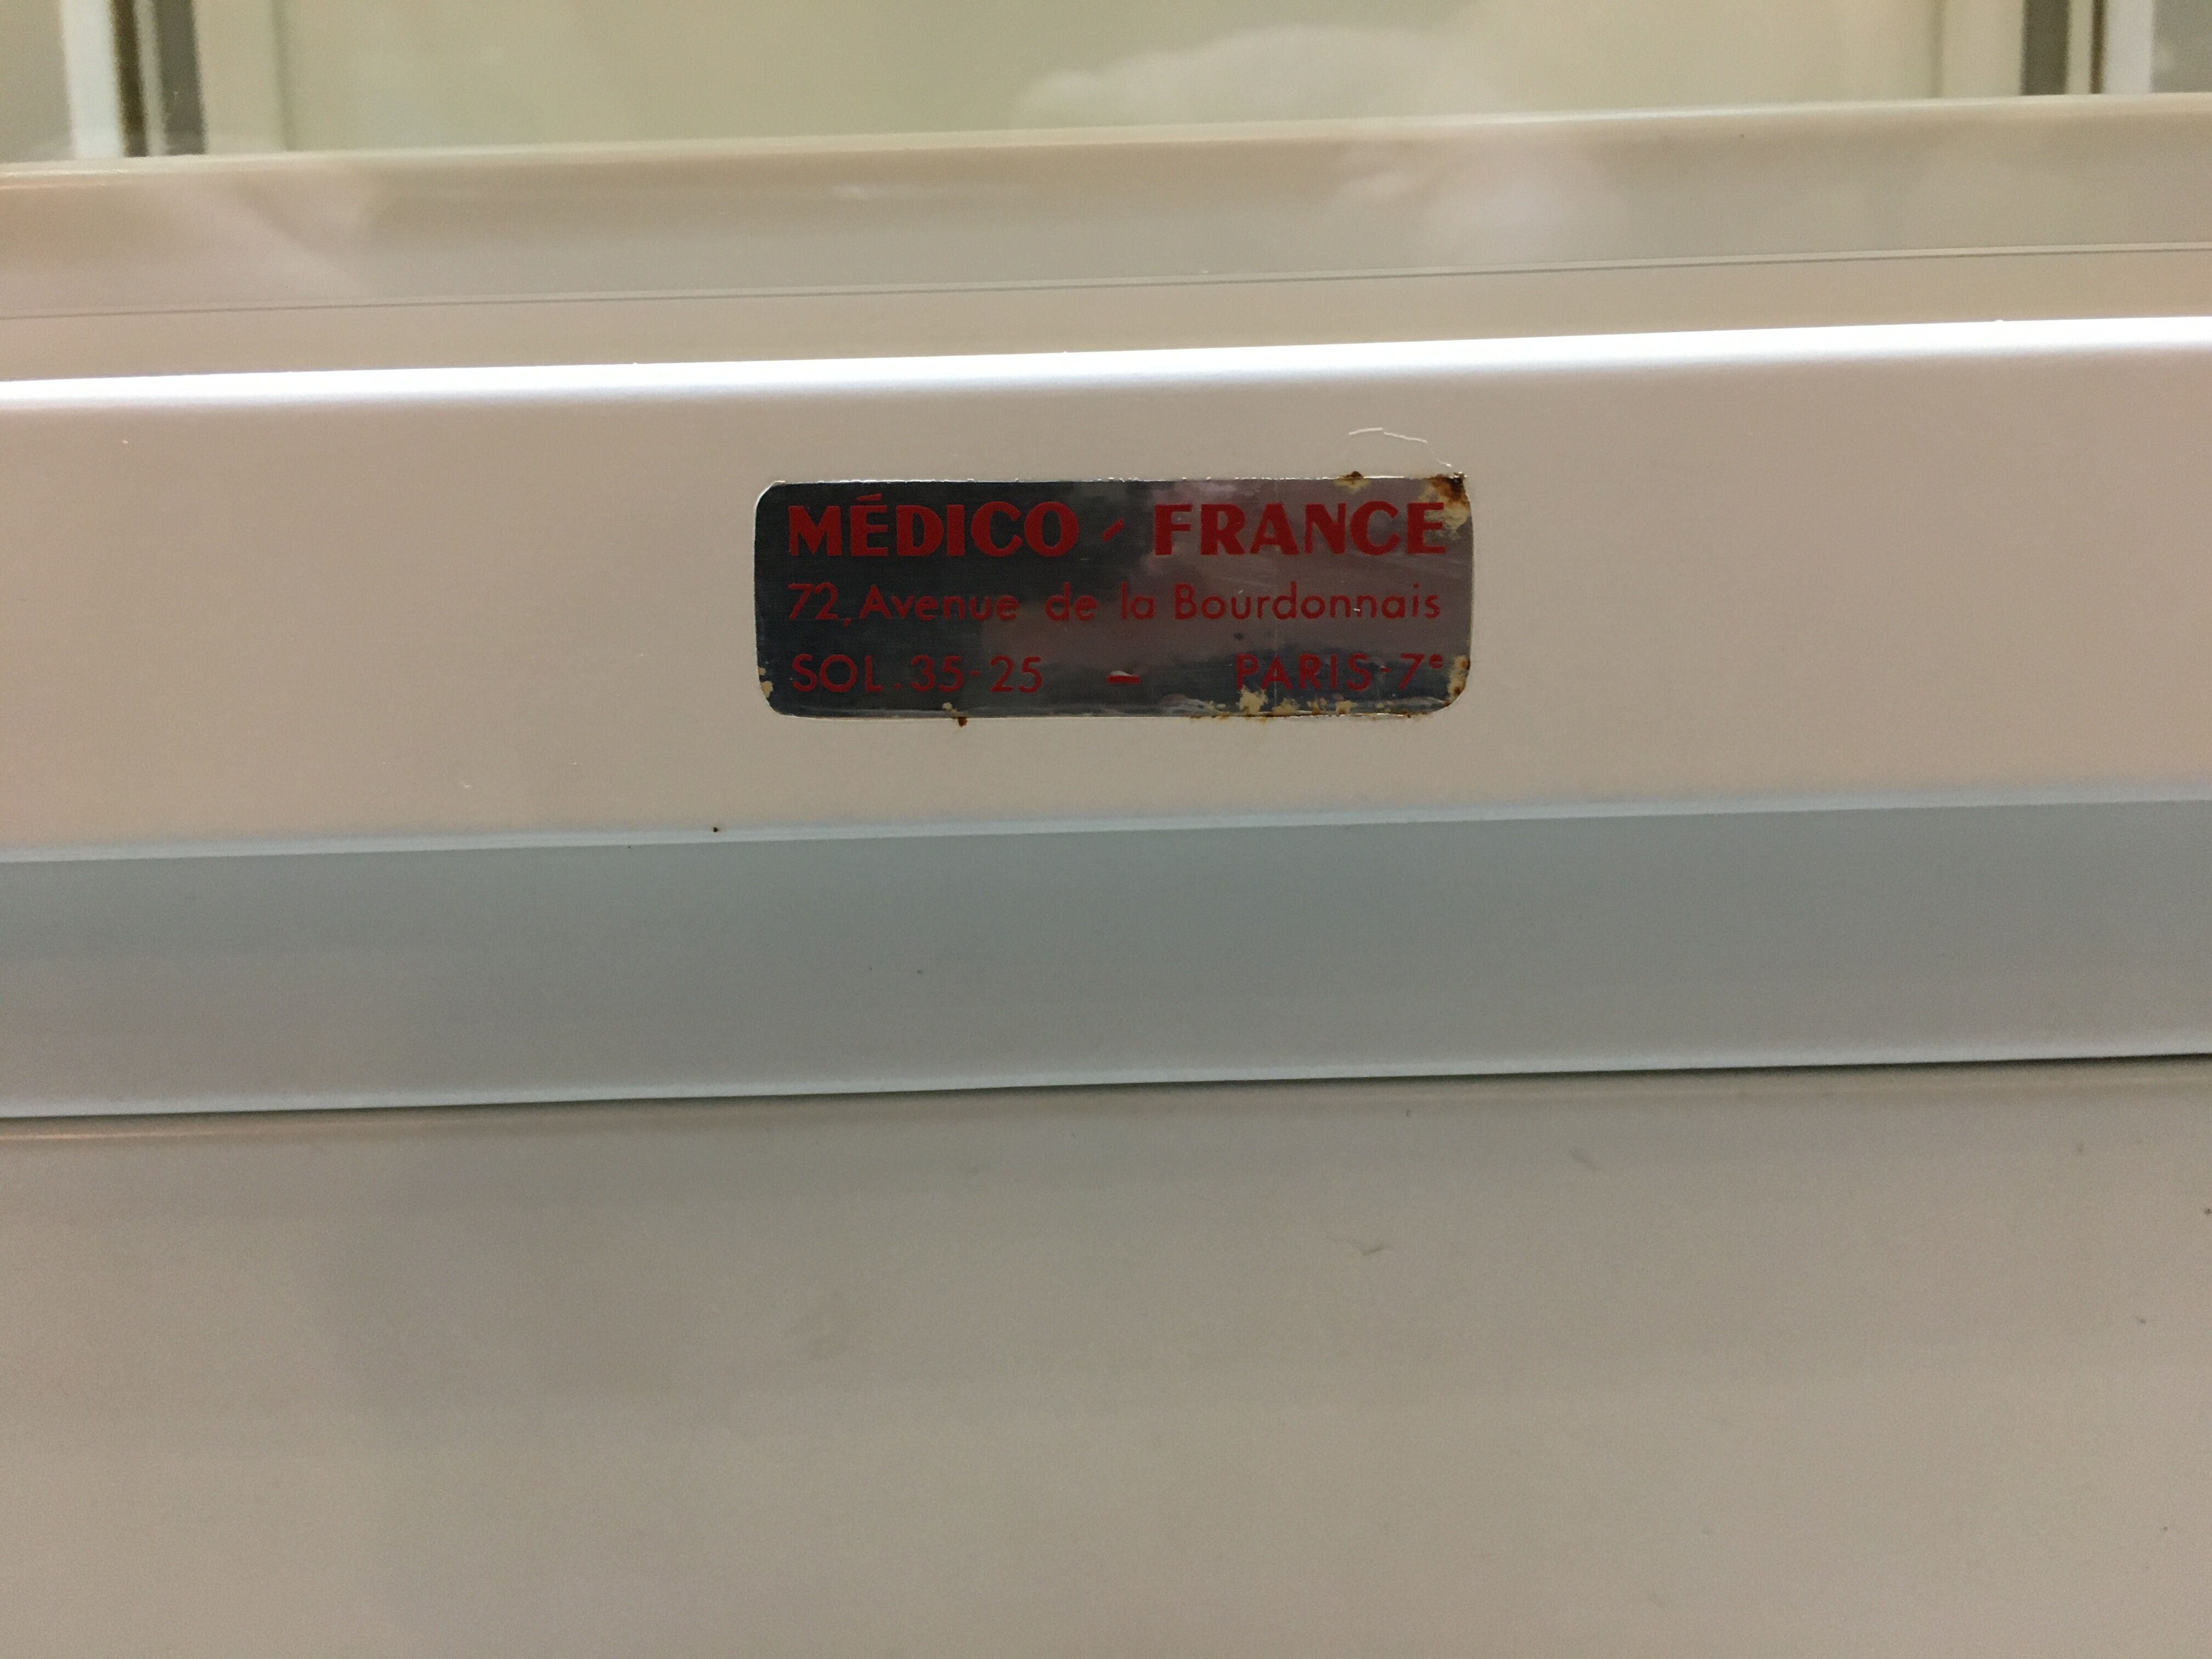 MÉDICO - FRANCE
72, Avenue de la Bourdonnais
SOL. 35-25 - PARIS-7e